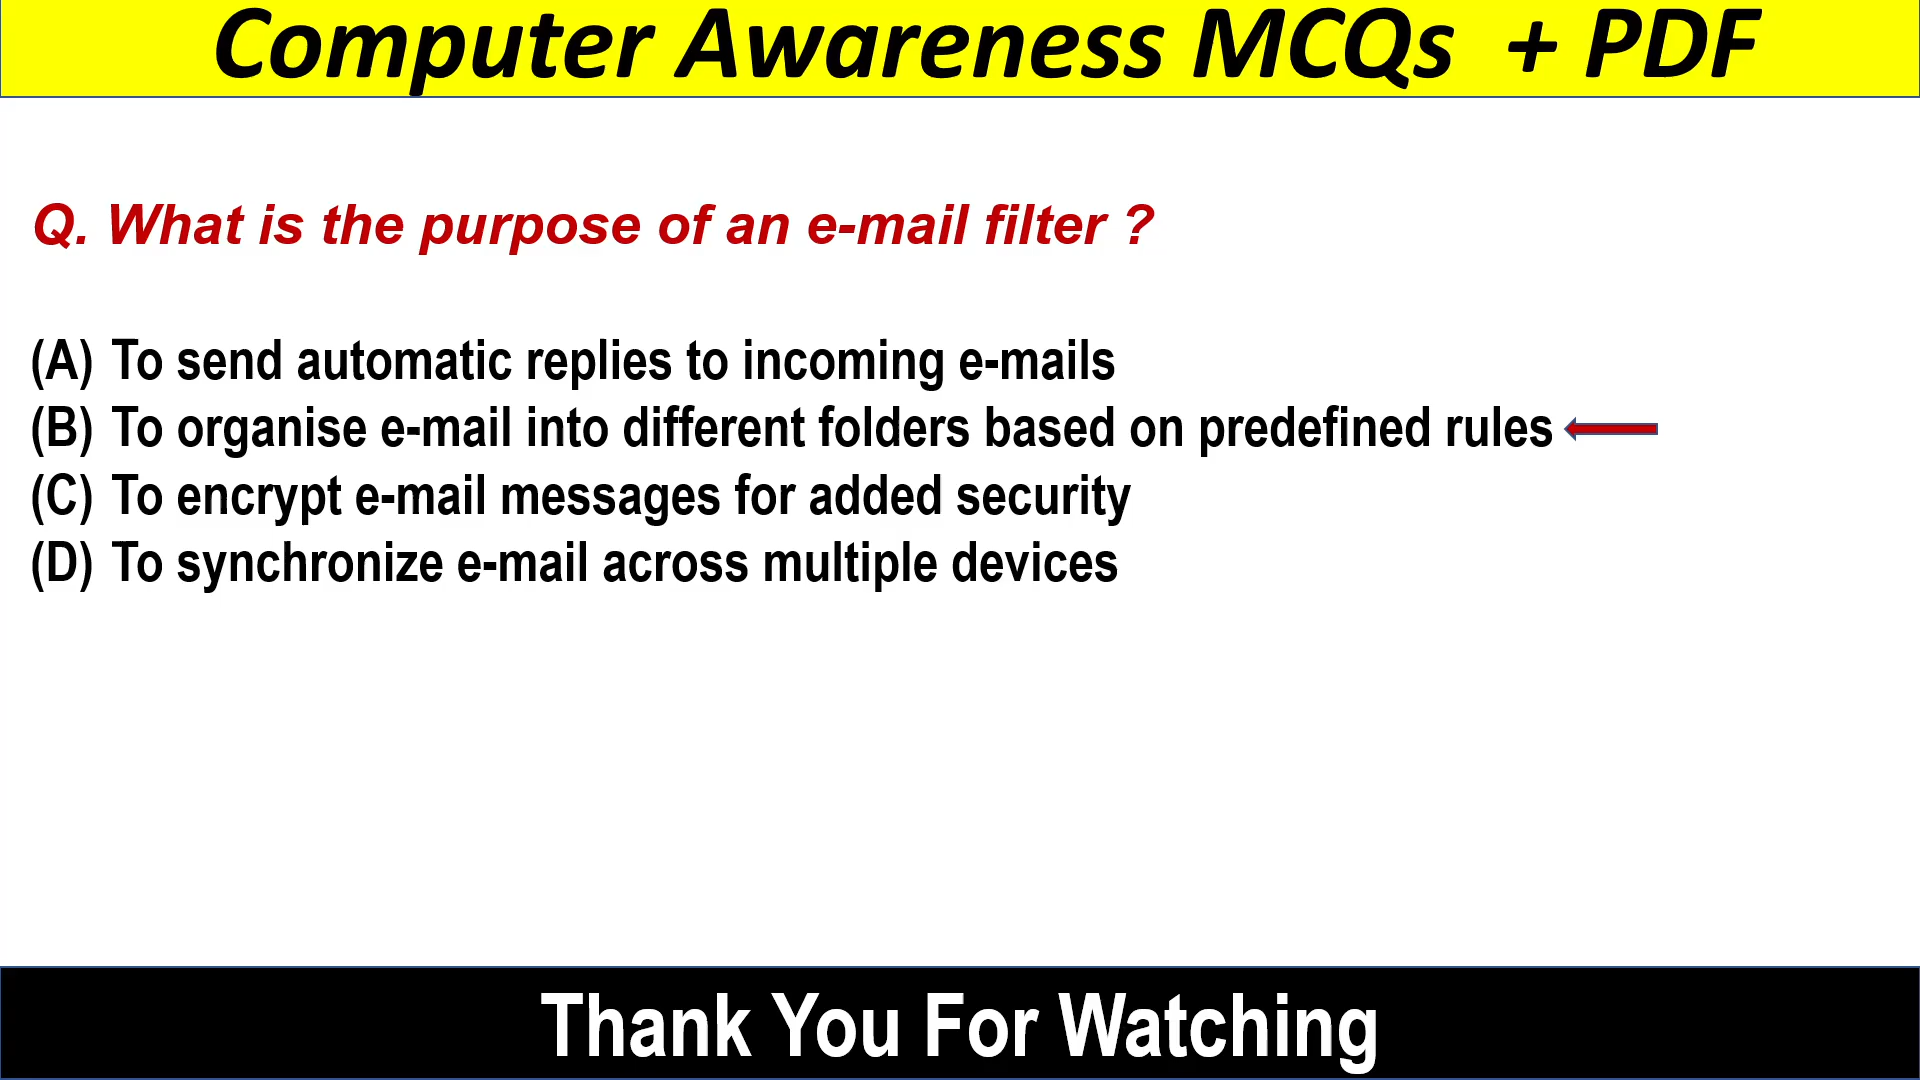 Computer Awareness MCQs + PDF
Q. What is the purpose of an e-mail filter ?
(A) To send automatic replies to incoming e-mails
(B) To organise e-mail into different folders based on predefined rules
(C) To encrypt e-mail messages for added security
(D) To synchronize e-mail across multiple devices
Thank You For Watching